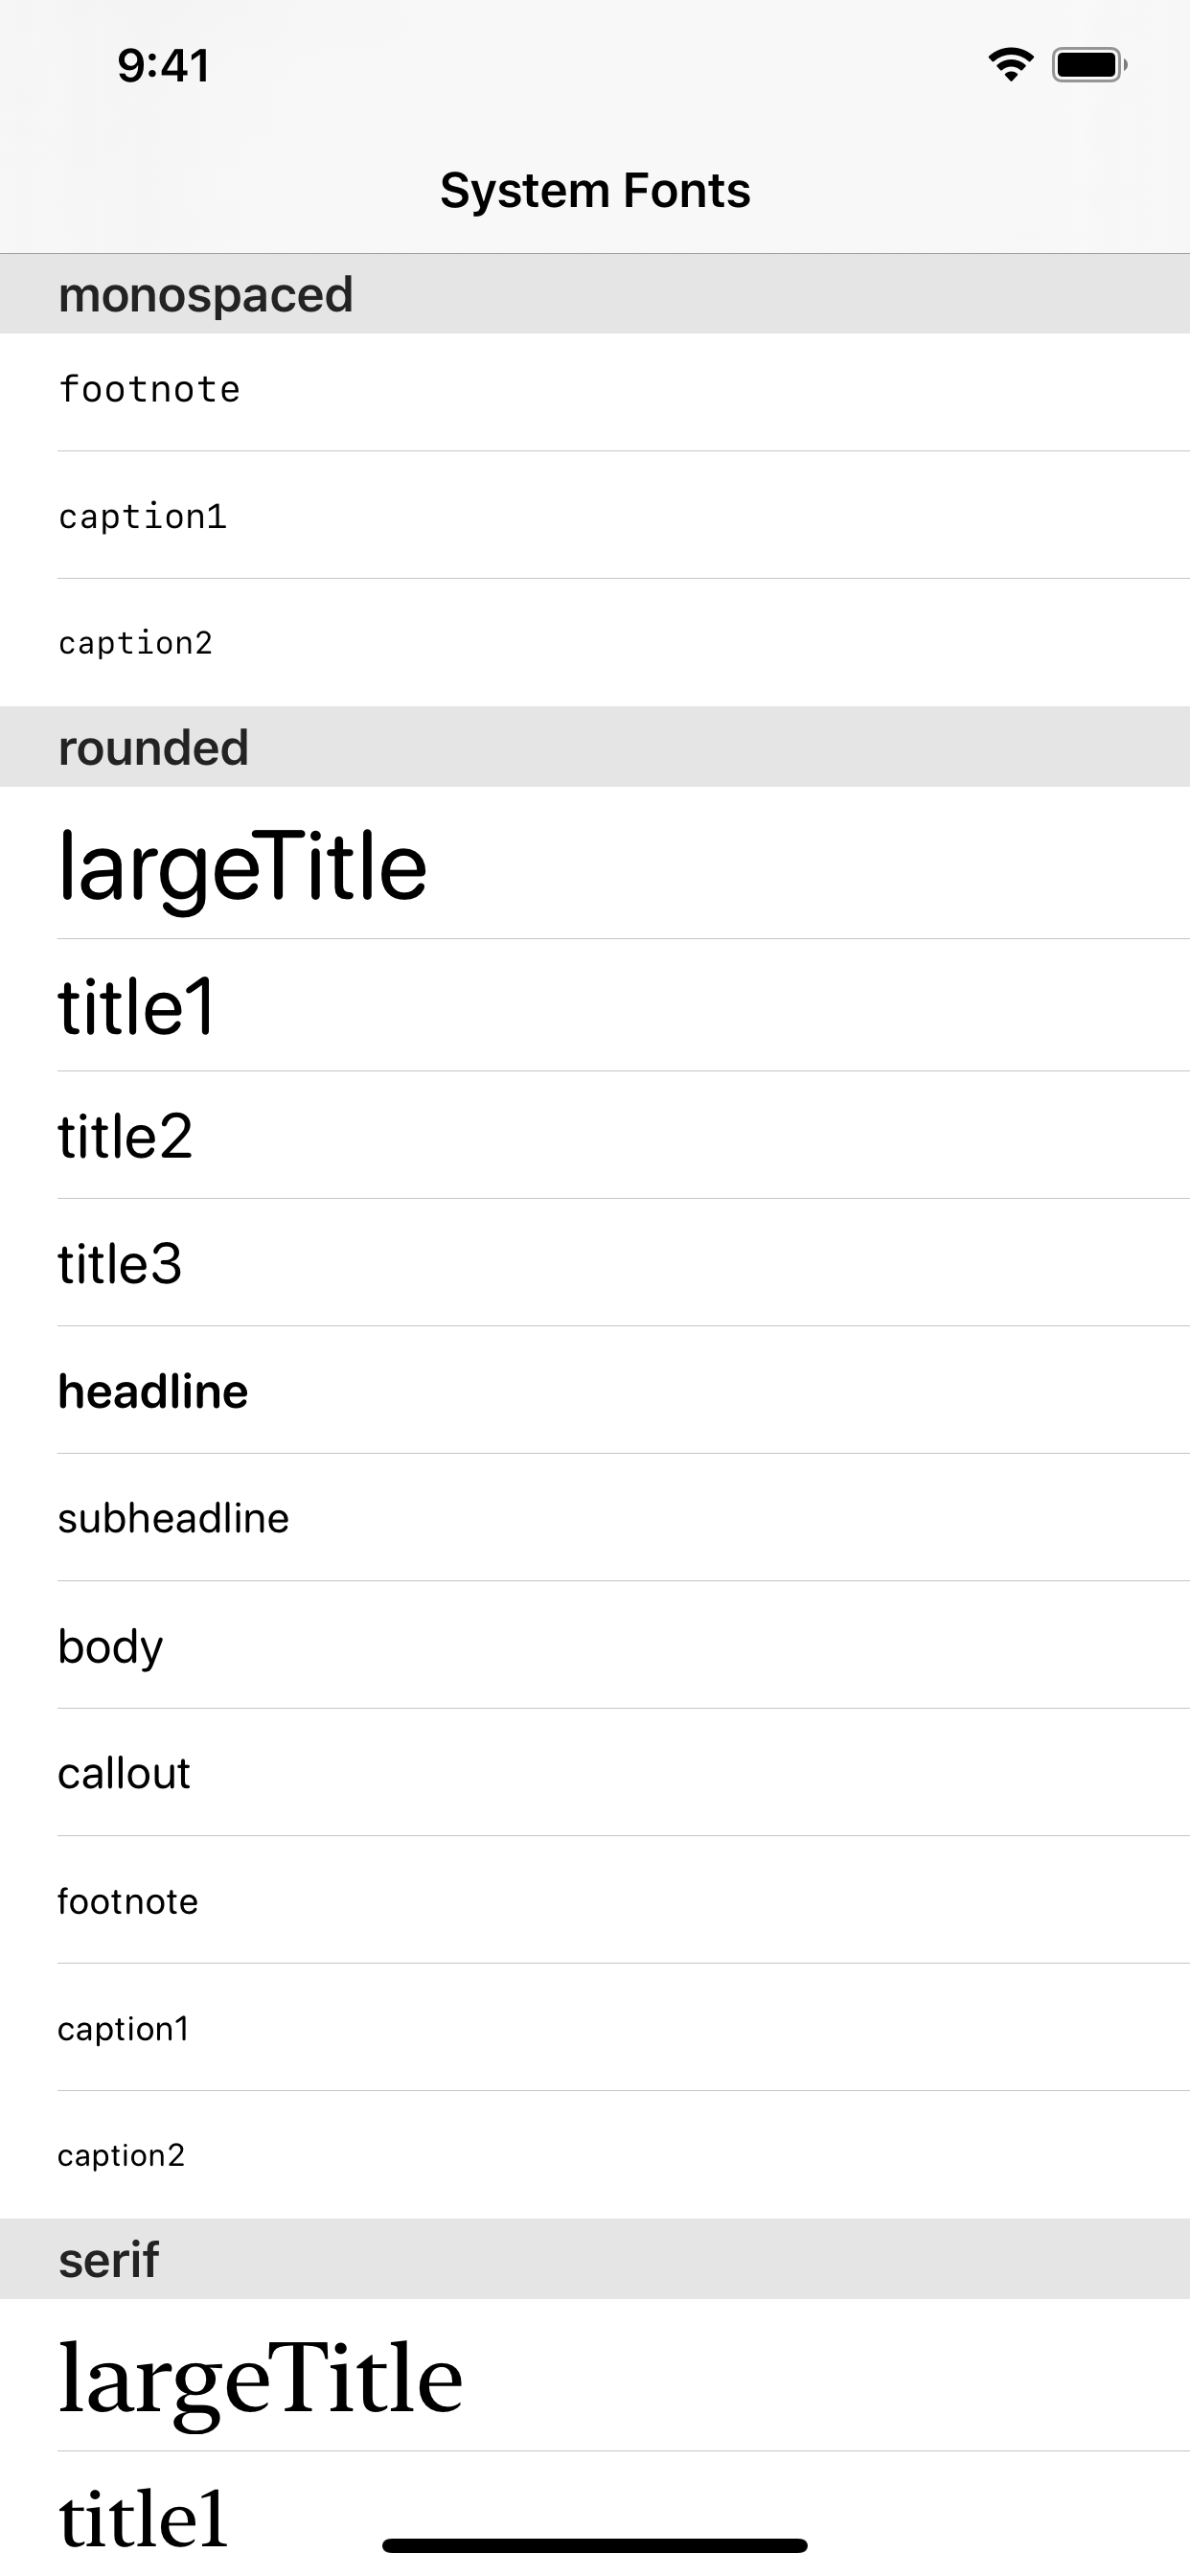 9:41
System Fonts
monospaced
footnote
caption1
caption2
rounded
largeTitle
title1
title2
title3
headline
subheadline
body
callout
footnote
caption1
caption2
serif
largeTitle
title1